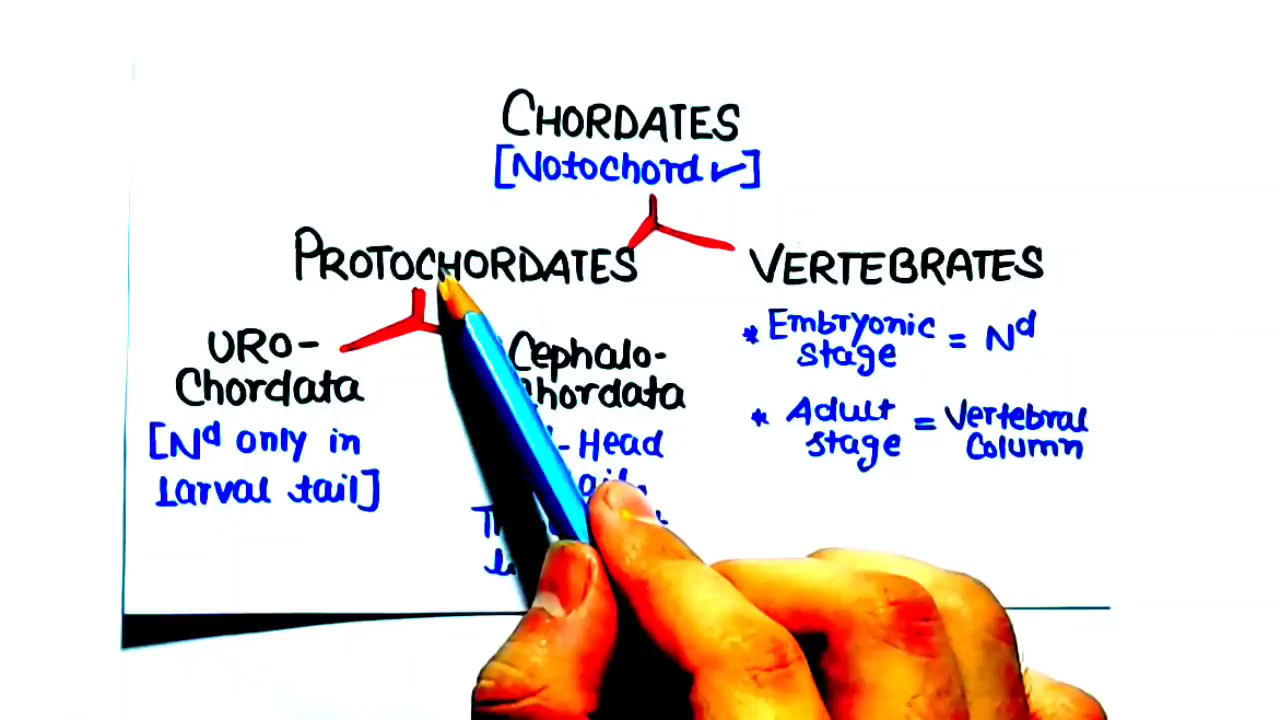 CHORDATES
[Notochord ✓]
PROTOCHORDATES
VERTEBRATES
URO-
Chordata
[Nᵈ only in
Larval tail]
Cephalo-
chordata
-Head
* Embryonic
stage = Nᵈ
* Adult
stage = Vertebral
Column